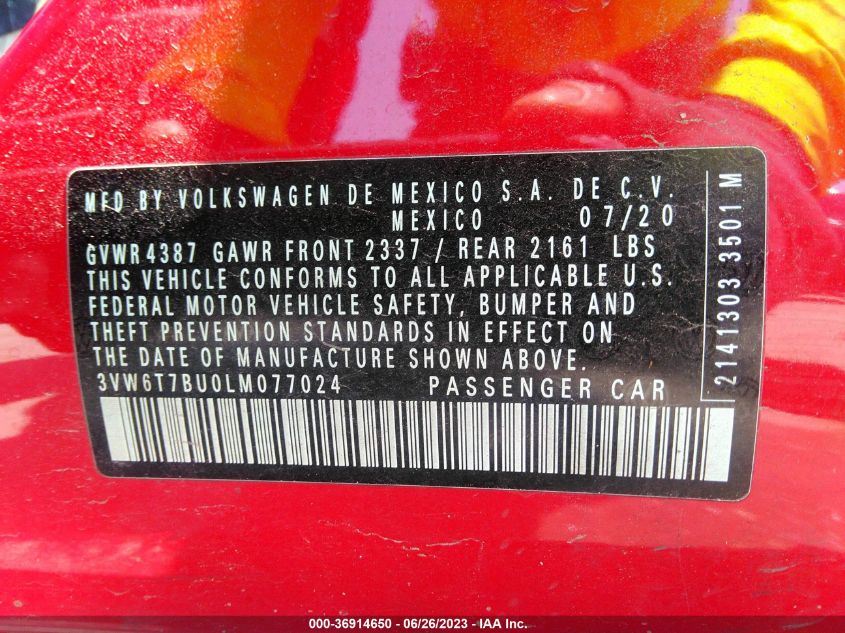 MFD BY VOLKSWAGEN DE MEXICO S.A. DE C.V.
MEXICO 07/20
GVWR 4387 GAWR FRONT 2337 / REAR 2161 LBS
THIS VEHICLE CONFORMS TO ALL APPLICABLE U.S.
FEDERAL MOTOR VEHICLE SAFETY, BUMPER AND
THEFT PREVENTION STANDARDS IN EFFECT ON
THE DATE OF MANUFACTURE SHOWN ABOVE.
3VW6T7BU0LM077024 PASSENGER CAR
2141303 3501 M
000-36914650 - 06/26/2023 - IAA Inc.